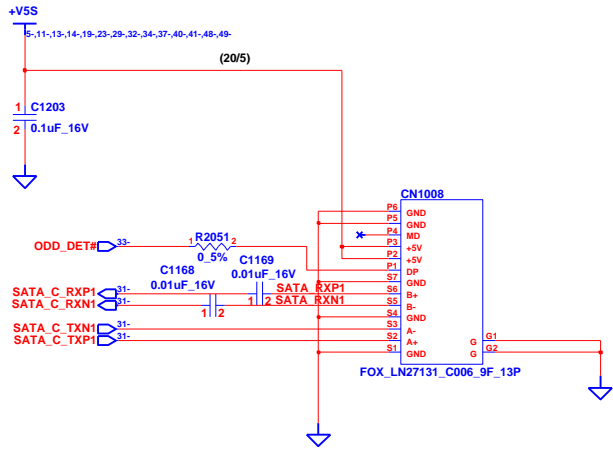 +V5S
5-,11-,13-,14-,19-,23-,29-,32-,34-,37-,40-,41-,48-,49-
(20/5)
1 C1203
2 0.1uF_16V
CN1008
P6 GND
P5 GND
P4 MD
P3 +5V
P2 +5V
P1 DP
S7 GND
S6 B+
S5 B-
S4 GND
S3 A-
S2 A+
S1 GND
G G1
G G2
FOX_LN27131_C006_9F_13P
ODD_DET# 33- 1 R2051 2
0_5%
C1169
0.01uF_16V
C1168
0.01uF_16V
SATA_C_RXP1 31- SATA_RXP1
SATA_C_RXN1 31- 1 2 1 2 SATA_RXN1
SATA_C_TXN1 31-
SATA_C_TXP1 31-